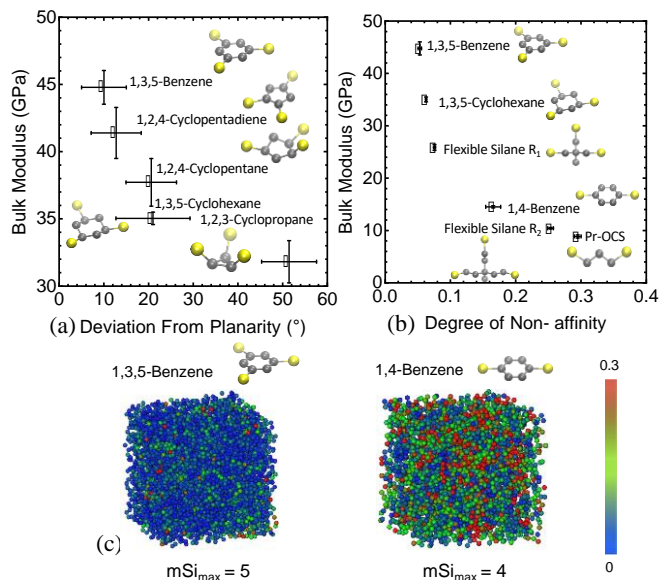 (a)
Bulk Modulus (GPa)
50
45
40
35
30
1,3,5-Benzene
1,2,4-Cyclopentadiene
1,2,4-Cyclopentane
1,3,5-Cyclohexane
1,2,3-Cyclopropane
0 10 20 30 40 50 60
(a) Deviation From Planarity (°)
(b)
Bulk Modulus (GPa)
50
40
30
20
10
0
1,3,5-Benzene
1,3,5-Cyclohexane
Flexible Silane R1
1,4-Benzene
Flexible Silane R2
Pr-OCS
0.0 0.1 0.2 0.3 0.4
(b) Degree of Non- affinity
1,3,5-Benzene
1,4-Benzene
0.3
0
(c)
mSimax = 5
mSimax = 4